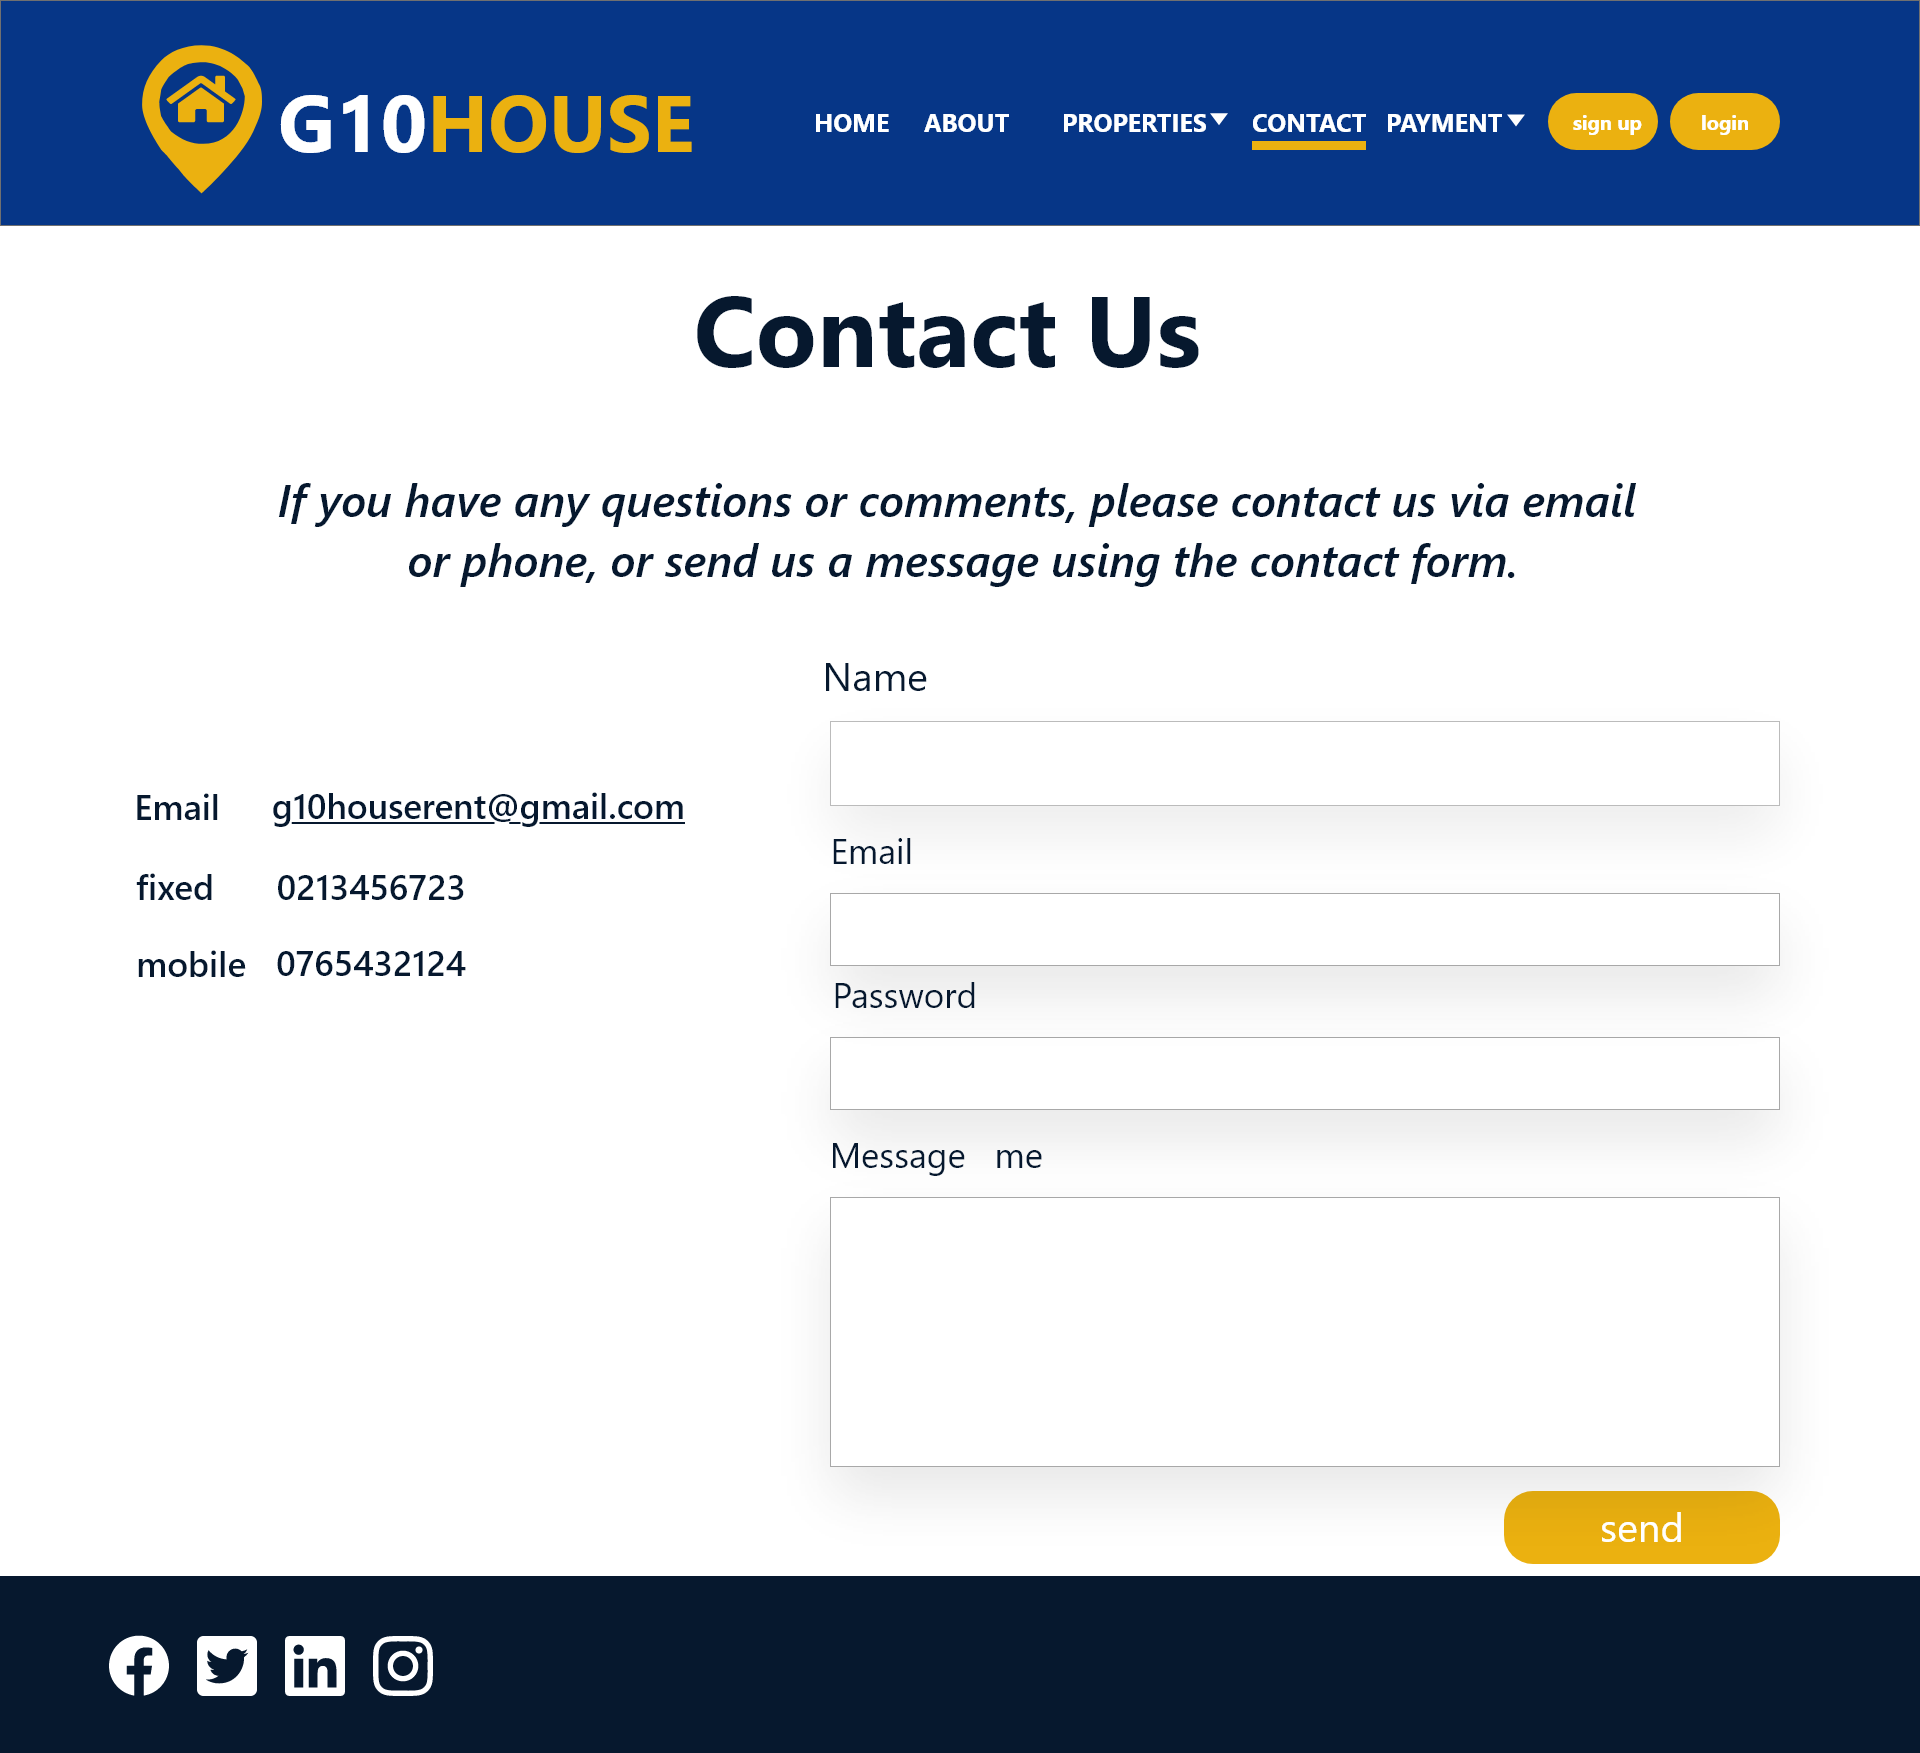 G10HOUSE
HOME ABOUT PROPERTIES CONTACT PAYMENT sign up login
Contact Us
If you have any questions or comments, please contact us via email
or phone, or send us a message using the contact form.
Name
Email g10houserent@gmail.com
fixed 0213456723
mobile 0765432124
Email
Password
Message me
send